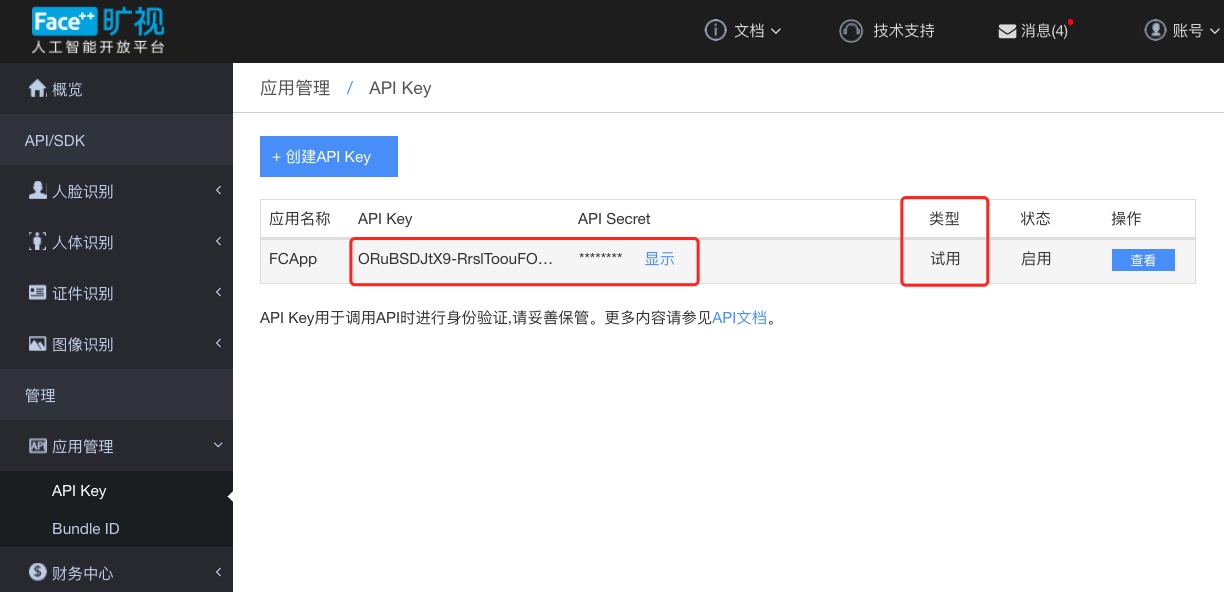 Face++ 旷视
人工智能开放平台
文档
技术支持
消息(4)
账号
概览
API/SDK
人脸识别
人体识别
证件识别
图像识别
管理
API 应用管理
API Key
Bundle ID
财务中心
应用管理 / API Key
+ 创建API Key
应用名称 API Key API Secret 类型 状态 操作
FCApp ORuBSDJtX9-RrslToouFO... ******** 显示 试用 启用 查看
API Key用于调用API时进行身份验证,请妥善保管。更多内容请参见API文档。